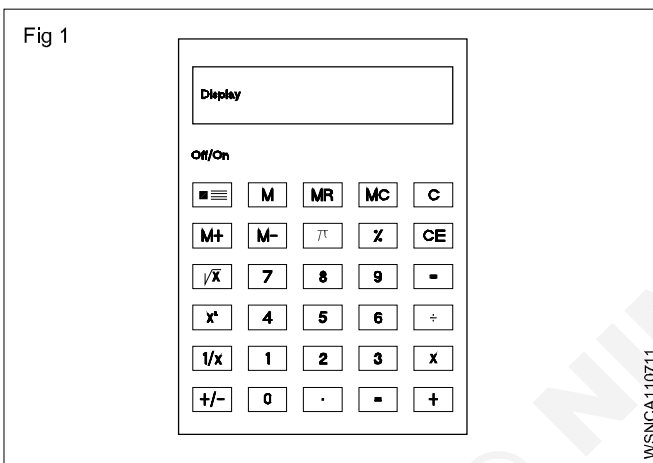 Fig 1
Display
Off/On
M MR MC C
M+ M- π % CE
√x 7 8 9 -
x² 4 5 6 ÷
1/x 1 2 3 x
+/- 0 . = +
WSNCA110711
© NI